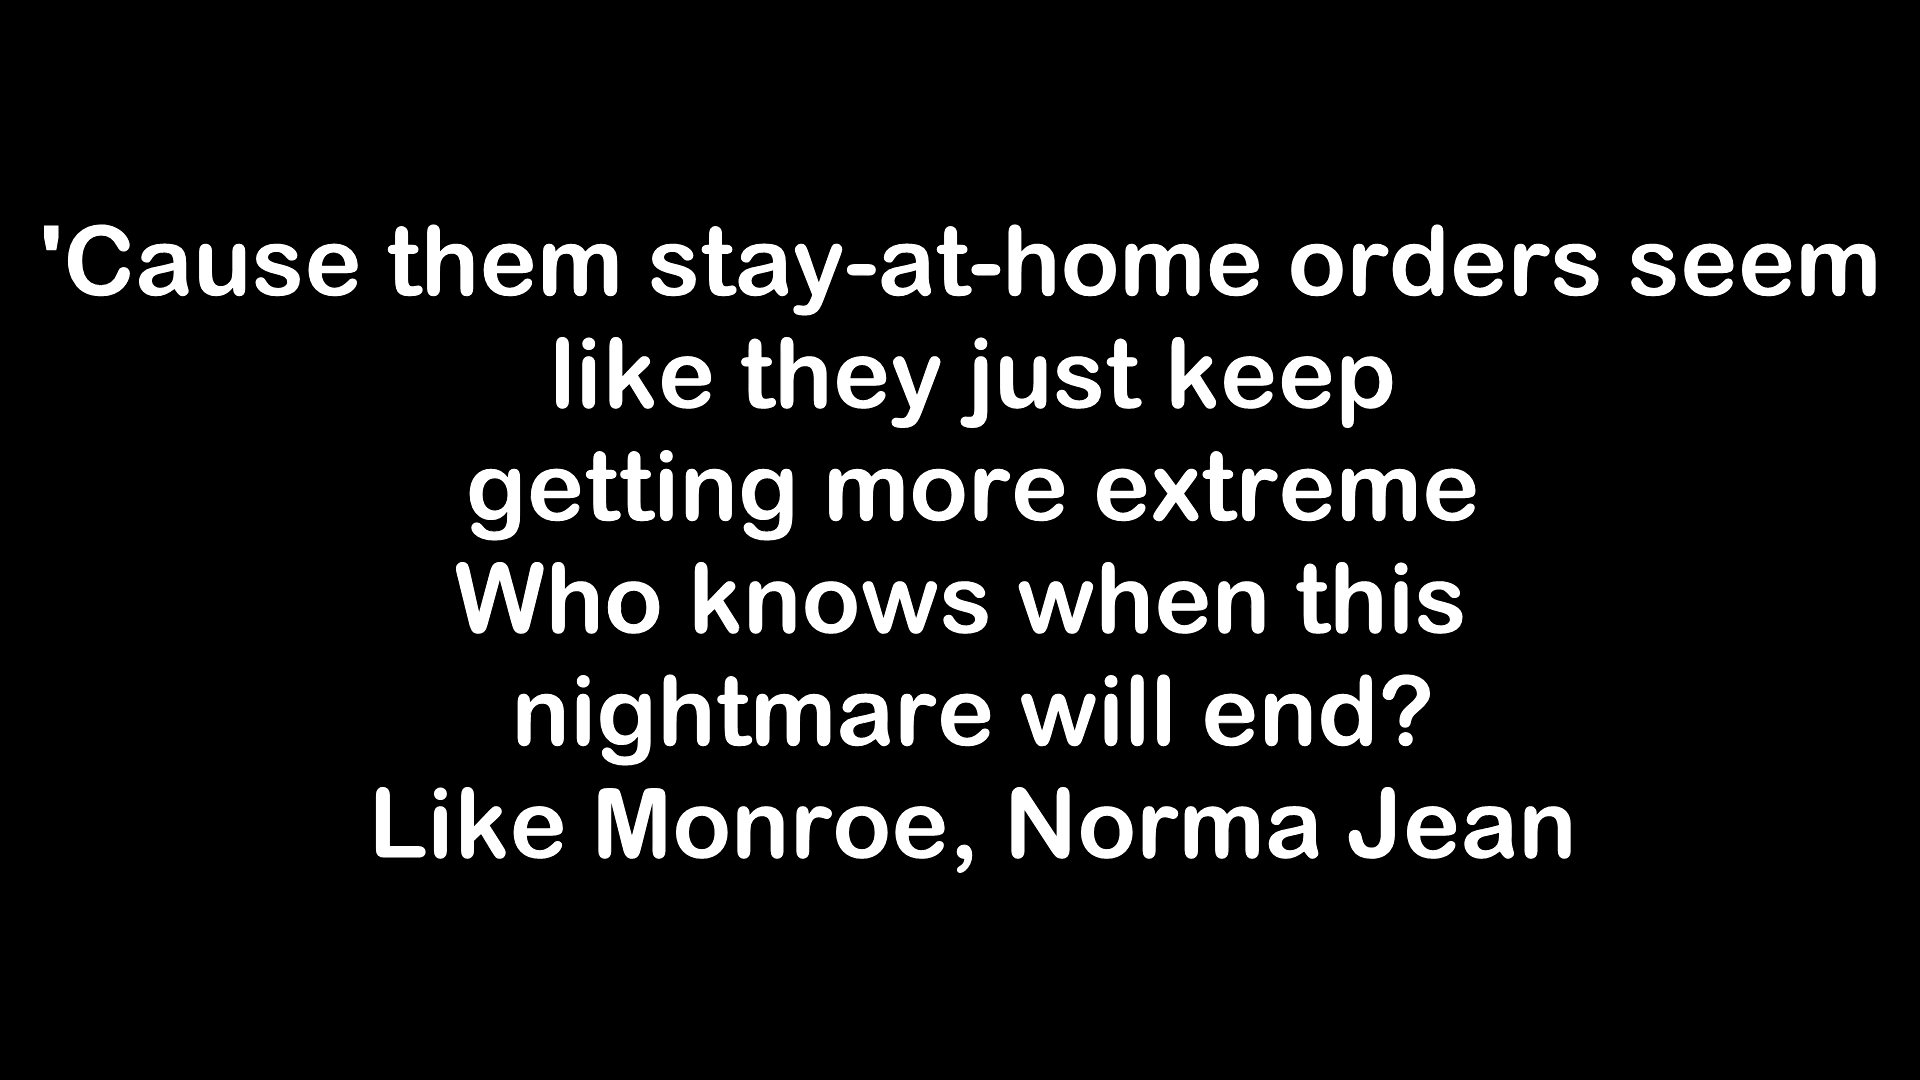 'Cause them stay-at-home orders seem
like they just keep
getting more extreme
Who knows when this
nightmare will end?
Like Monroe, Norma Jean